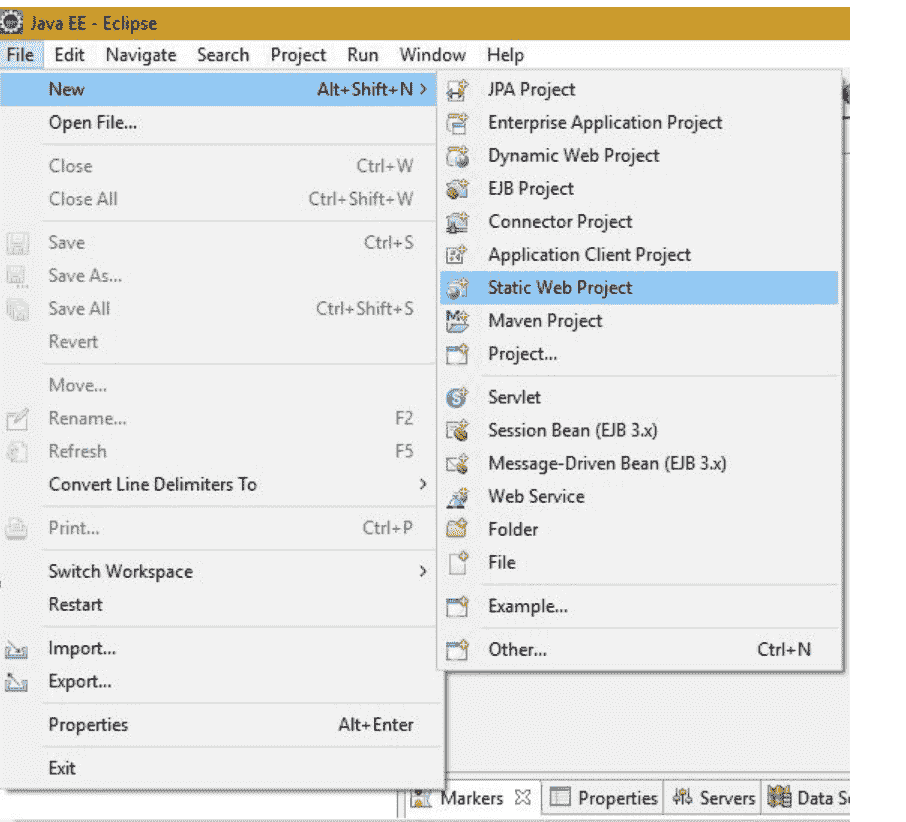 Java EE - Eclipse
File Edit Navigate Search Project Run Window Help
New Alt+Shift+N >
Open File...
Close Ctrl+W
Close All Ctrl+Shift+W
Save Ctrl+S
Save As...
Save All Ctrl+Shift+S
Revert
Move...
Rename... F2
Refresh F5
Convert Line Delimiters To >
Print... Ctrl+P
Switch Workspace >
Restart
Import...
Export...
Properties Alt+Enter
Exit
JPA Project
Enterprise Application Project
Dynamic Web Project
EJB Project
Connector Project
Application Client Project
Static Web Project
Maven Project
Project...
Servlet
Session Bean (EJB 3.x)
Message-Driven Bean (EJB 3.x)
Web Service
Folder
File
Example...
Other... Ctrl+N
Markers Properties Servers Data